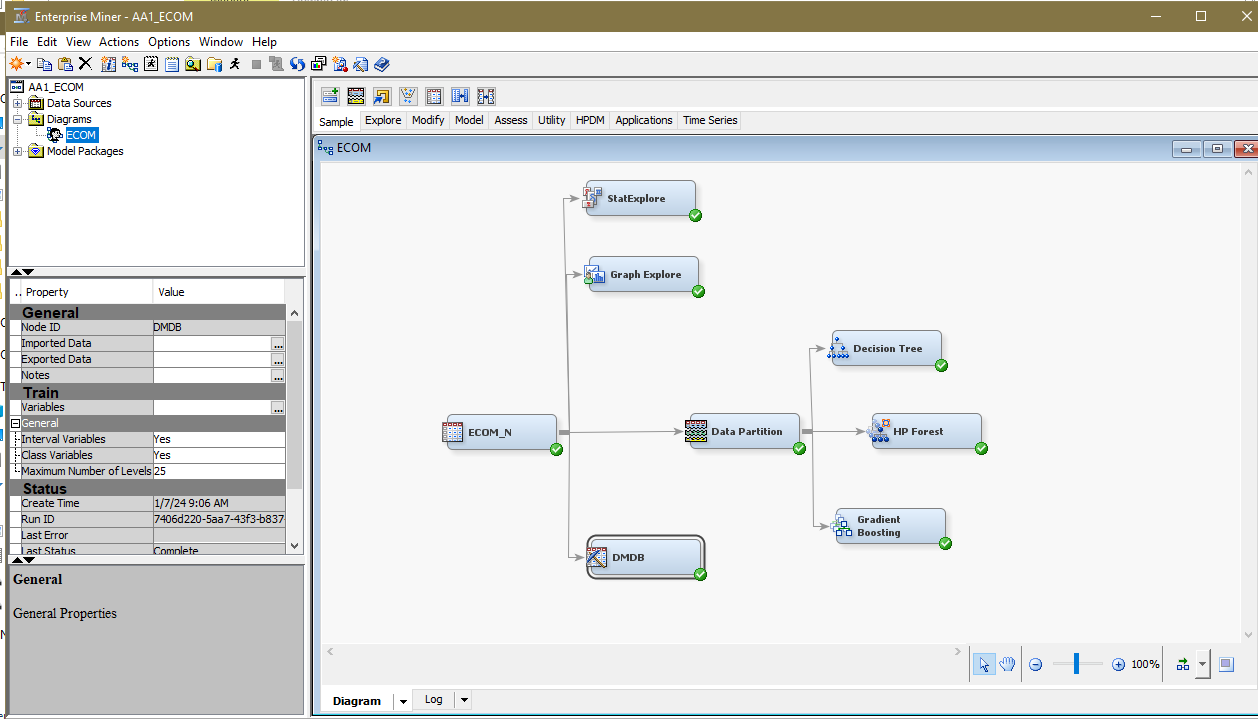 Enterprise Miner - AA1_ECOM
File Edit View Actions Options Window Help
AA1_ECOM
Data Sources
Diagrams
ECOM
Model Packages
.. Property Value
General
Node ID DMDB
Imported Data ...
Exported Data ...
Notes ...
Train
Variables ...
General
Interval Variables Yes
Class Variables Yes
Maximum Number of Levels 25
Status
Create Time 1/7/24 9:06 AM
Run ID 7406d220-5aa7-43f3-b837
Last Error
Last Status Complete
General
General Properties
Sample Explore Modify Model Assess Utility HPDM Applications Time Series
ECOM
StatExplore
Graph Explore
Decision Tree
ECOM_N
Data Partition
HP Forest
Gradient
Boosting
DMDB
100%
Diagram Log